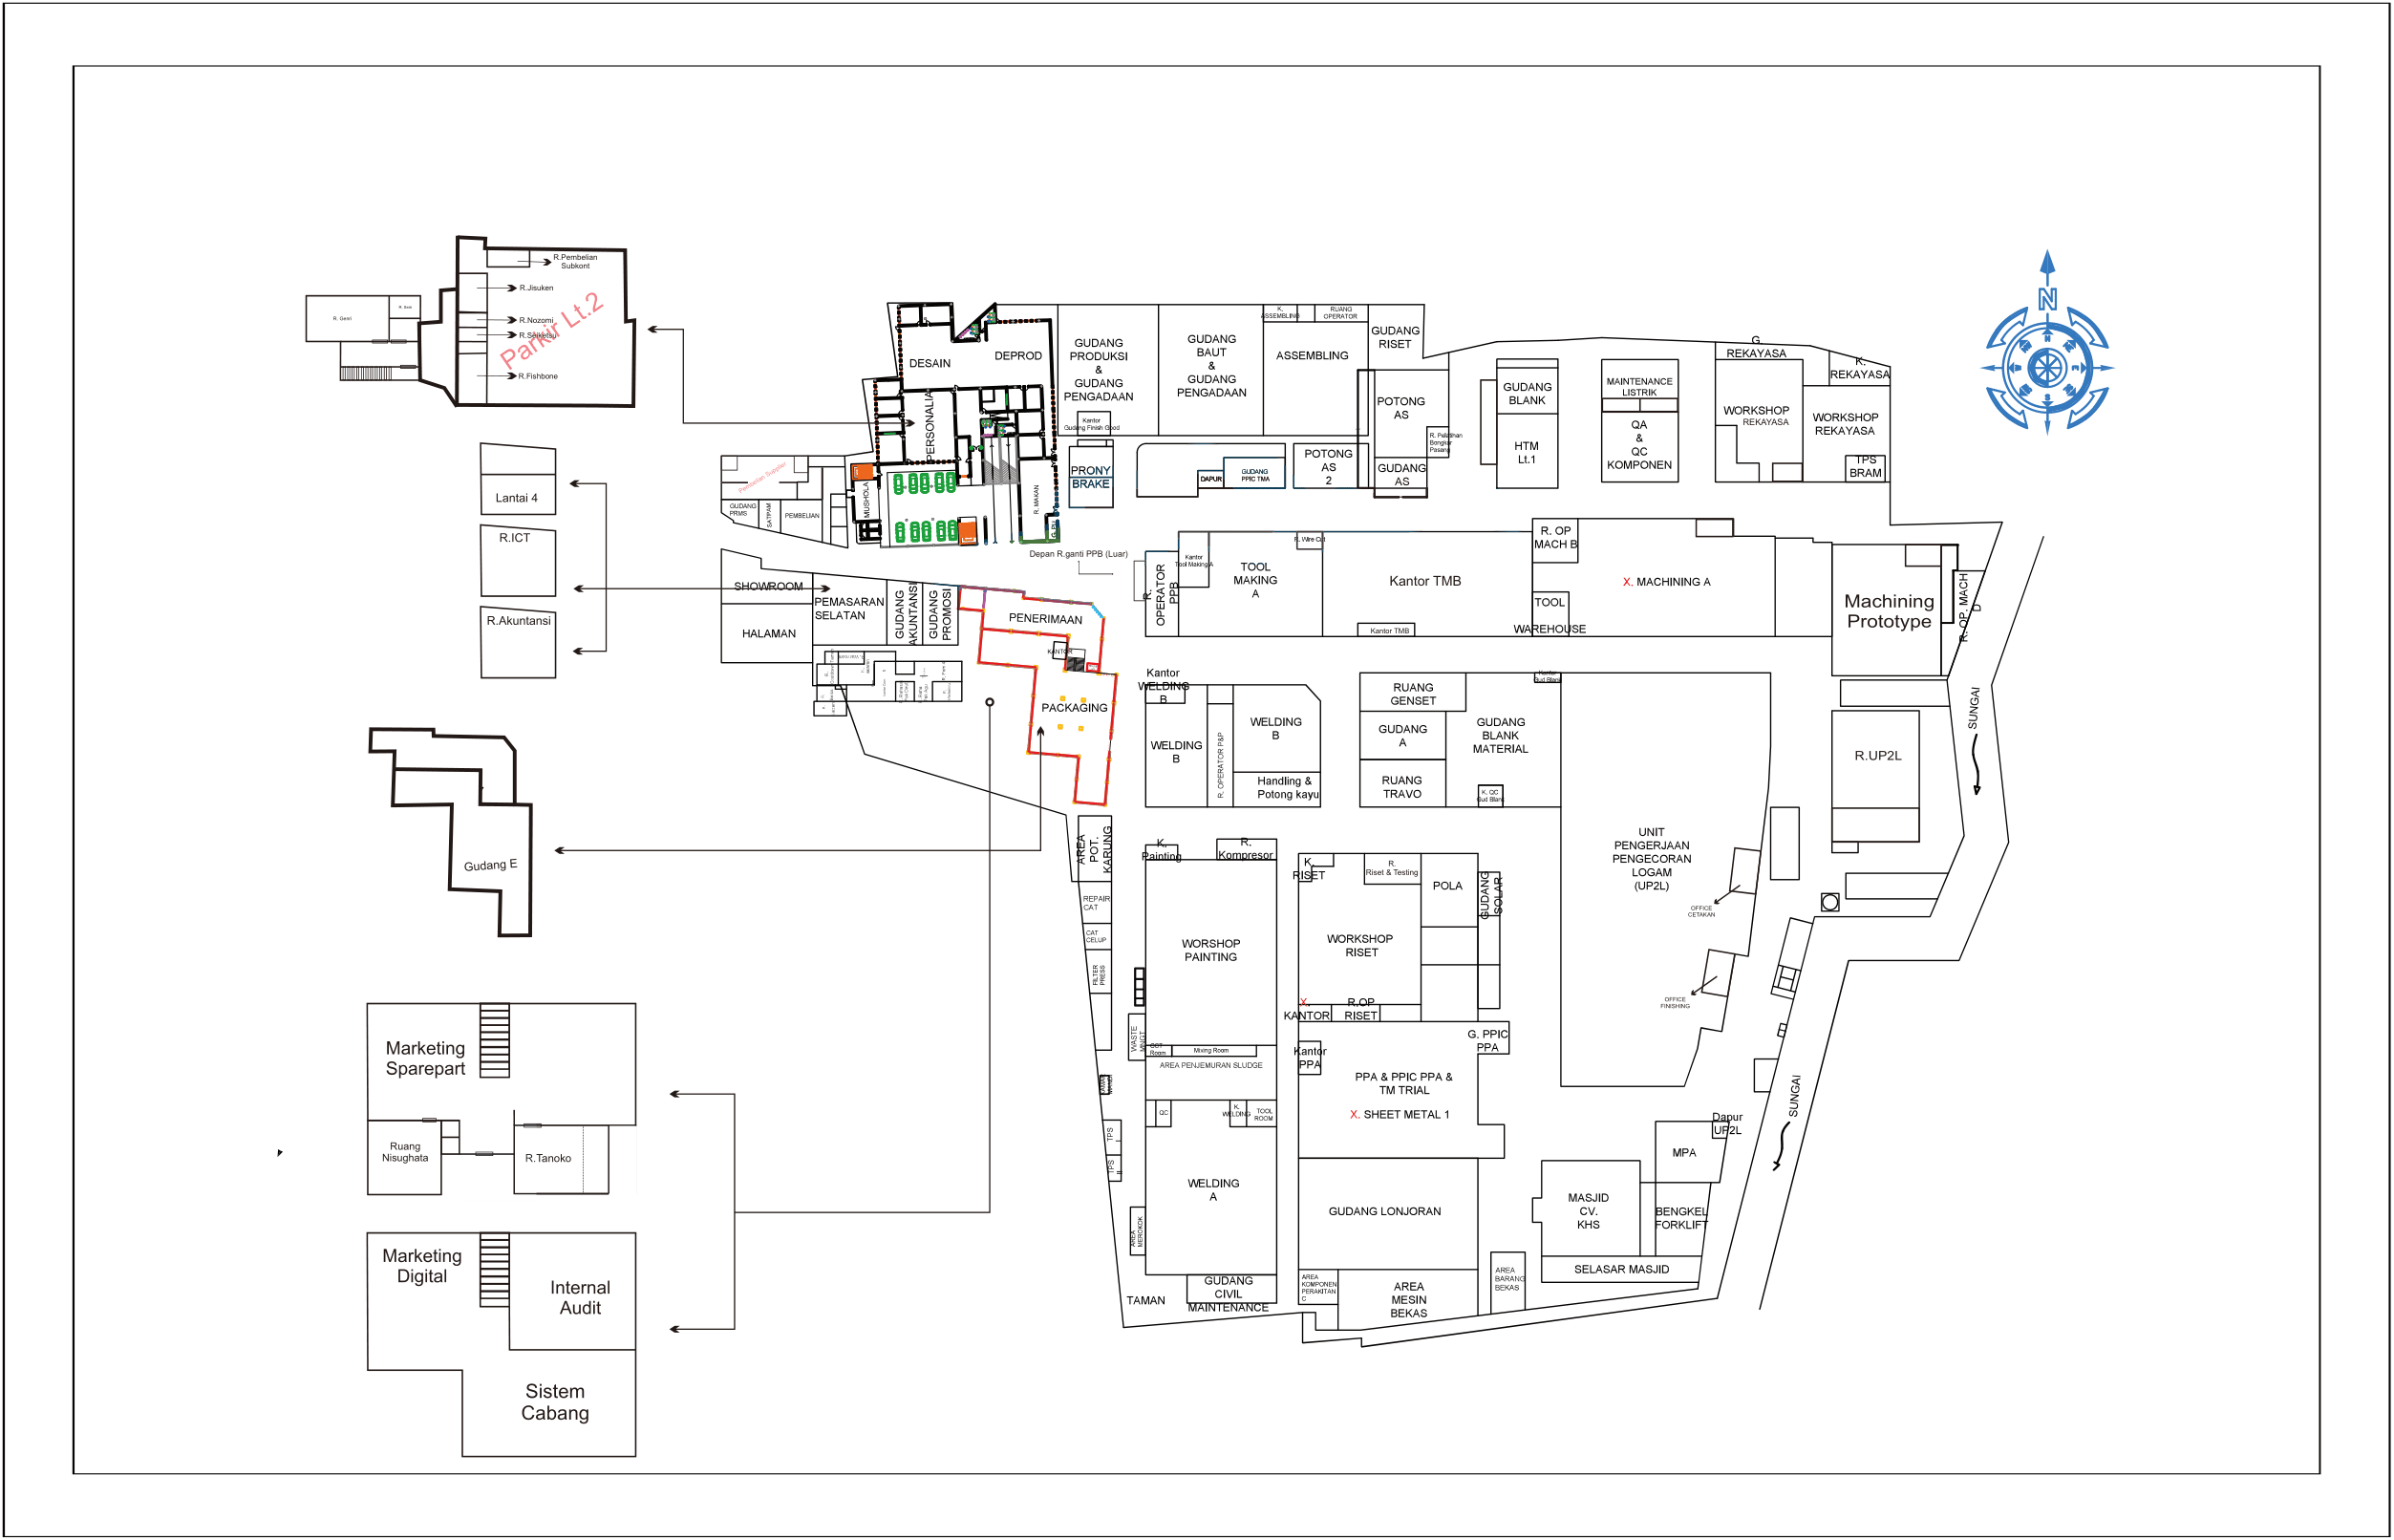 R.Pembelian
Subkont
R.Jisuken
R. Genri
R.Nozomi
R.Seiketsu
Parkir Lt.2
R.Fishbone
N
Lantai 4
R.ICT
R.Akuntansi
Gudang E
Marketing
Sparepart
Ruang
Nisughata
R.Tanoko
Marketing
Digital
Internal
Audit
Sistem
Cabang
DESAIN
DEPROD
PERSONALIA
MUSHOLA
R. MAKAN
Pembelian Supplier
GUDANG
PRMS
SATPAM
PEMBELIAN
GUDANG
PRODUKSI
&
GUDANG
PENGADAAN
Kantor
Gudang Finish Good
GUDANG
BAUT
&
GUDANG
PENGADAAN
K.
ASSEMBLING
RUANG
OPERATOR
ASSEMBLING
GUDANG
RISET
POTONG
AS
R. Pelatihan
Bongkar
Pasang
GUDANG
AS
POTONG
AS
2
PRONY
BRAKE
DAPUR
GUDANG
PPIC TMA
GUDANG
BLANK
HTM
Lt.1
MAINTENANCE
LISTRIK
QA
&
QC
KOMPONEN
G.
REKAYASA
K.
REKAYASA
WORKSHOP
REKAYASA
WORKSHOP
REKAYASA
TPS
BRAM
Depan R.ganti PPB (Luar)
SHOWROOM
HALAMAN
PEMASARAN
SELATAN
GUDANG
AKUNTANSI
GUDANG
PROMOSI
PENERIMAAN
KANTOR
PACKAGING
R.
OPERATOR
PPB
Kantor
Tool Making A
TOOL
MAKING
A
R. Wire Cut
Kantor TMB
Kantor TMB
R. OP
MACH B
X. MACHINING A
TOOL
WAREHOUSE
Machining
Prototype
R. OP. MACH
D
SUNGAI
R.UP2L
Kantor
WELDING
B
WELDING
B
R. OPERATOR P&P
WELDING
B
Handling &
Potong kayu
RUANG
GENSET
GUDANG
A
RUANG
TRAVO
GUDANG
BLANK
MATERIAL
Kantor
Gud Blank
K. QC
Gud Blank
UNIT
PENGERJAAN
PENGECORAN
LOGAM
(UP2L)
OFFICE
CETAKAN
OFFICE
FINISHING
AREA
POT.
KARUNG
REPAIR
CAT
CAT
CELUP
FILTER
PRESS
WASTE
MNGT
TPS
TPS
II
AREA
MEROKOK
TAMAN
K.
Painting
R.
Kompresor
WORSHOP
PAINTING
Room
Mixing Room
AREA PENJEMURAN SLUDGE
QC
K.
WELDING
TOOL
ROOM
WELDING
A
GUDANG
CIVIL
MAINTENANCE
K.
RISET
R.
Riset & Testing
POLA
GUDANG
SOLAR
WORKSHOP
RISET
X.
KANTOR
R.OP
RISET
G. PPIC
PPA
Kantor
PPA
PPA & PPIC PPA &
TM TRIAL
X. SHEET METAL 1
GUDANG LONJORAN
AREA
KOMPONEN
PERAKITAN
C
AREA
MESIN
BEKAS
AREA
BARANG
BEKAS
MASJID
CV.
KHS
SELASAR MASJID
BENGKEL
FORKLIFT
MPA
Dapur
UP2L
SUNGAI